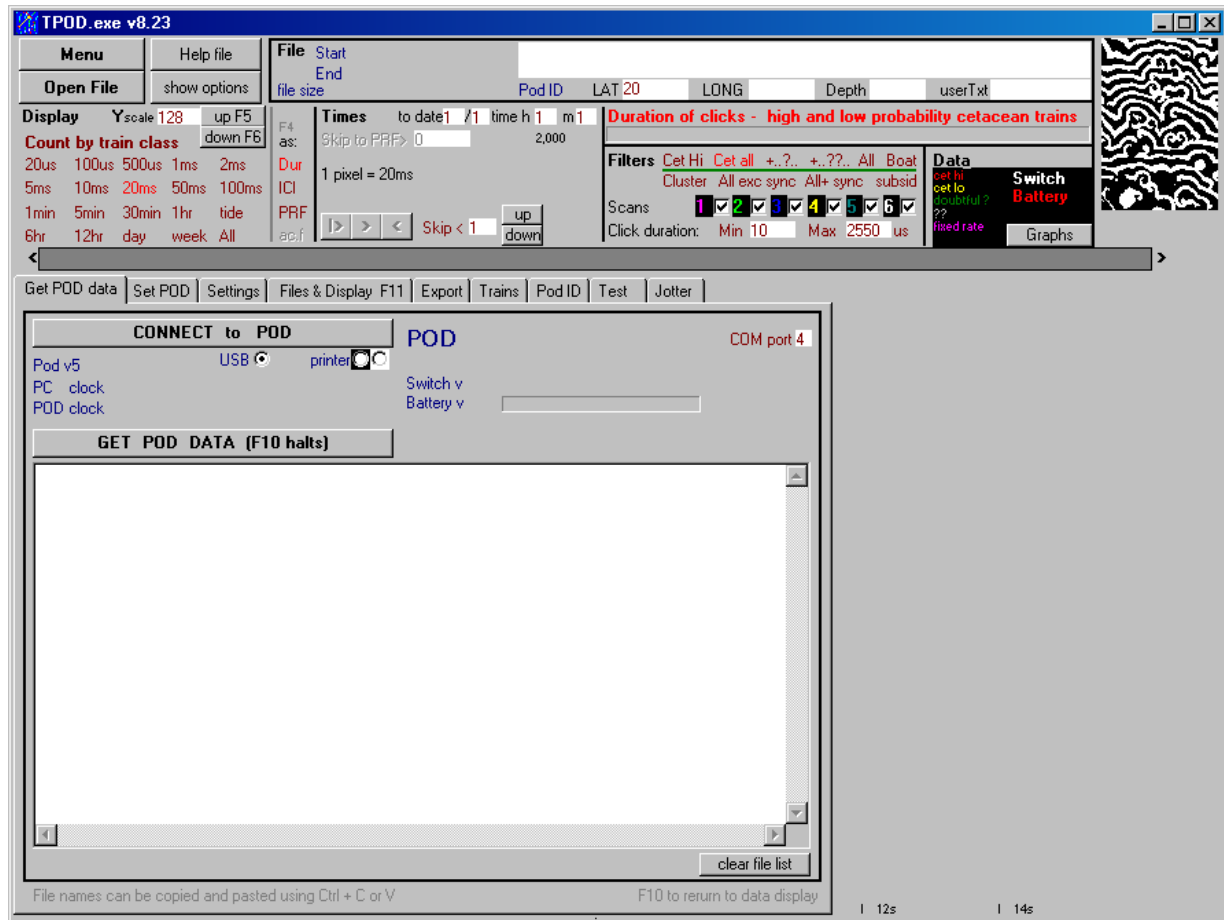 TPOD.exe v8.23
Menu Help file File Start
End
Open File show options file size Pod ID LAT 20 LONG Depth userTxt
Display Yscale 128 up F5 F4 Times to date 1 /1 time h 1 m 1 Duration of clicks - high and low probability cetacean trains
Count by train class down F6 as: Skip to PRF> 0 2,000
20us 100us 500us 1ms 2ms Dur 1 pixel = 20ms Filters Cet Hi Cet all +..?.. +..??.. All Boat Data
5ms 10ms 20ms 50ms 100ms ICI Cluster All exc sync All+ sync subsid cet hi Switch
cet lo Battery
doubtful ?
1min 5min 30min 1hr tide PRF |> > < Skip < 1 up Scans 1 2 3 4 5 6 ??
6hr 12hr day week All ac.f down Click duration: Min 10 Max 2550 us fixed rate Graphs
< >
Get POD data Set POD Settings Files & Display F11 Export Trains Pod ID Test Jotter
CONNECT to POD POD COM port 4
Pod v5 USB printer
PC clock Switch v
POD clock Battery v
GET POD DATA (F10 halts)
clear file list
File names can be copied and pasted using Ctrl + C or V F10 to rerurn to data display
12s 14s